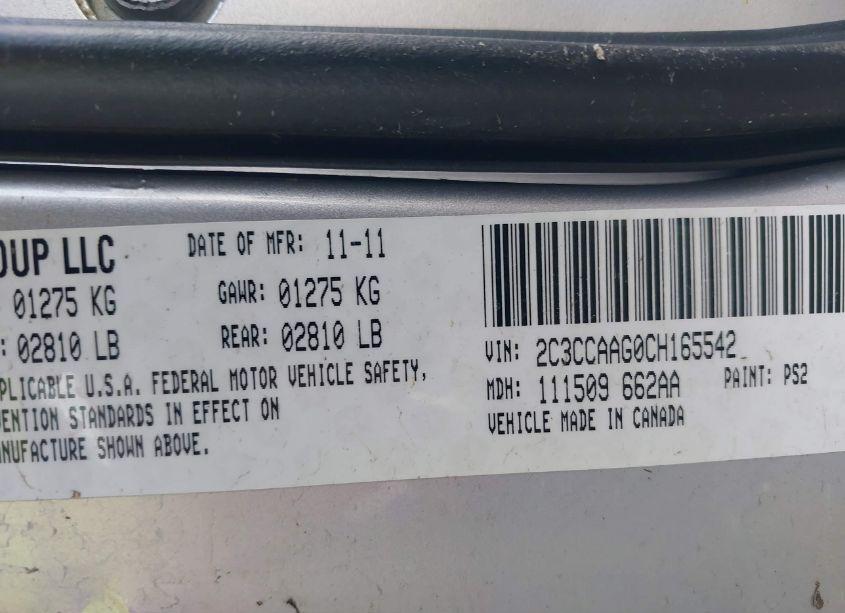 OUP LLC DATE OF MFR: 11-11
01275 KG GAWR: 01275 KG
: 02810 LB REAR: 02810 LB
PLICABLE U.S.A. FEDERAL MOTOR VEHICLE SAFETY,
VENTION STANDARDS IN EFFECT ON
ANUFACTURE SHOWN ABOVE.
VIN: 2C3CCAAG0CH165542
MDH: 111509 662AA PAINT: PS2
VEHICLE MADE IN CANADA